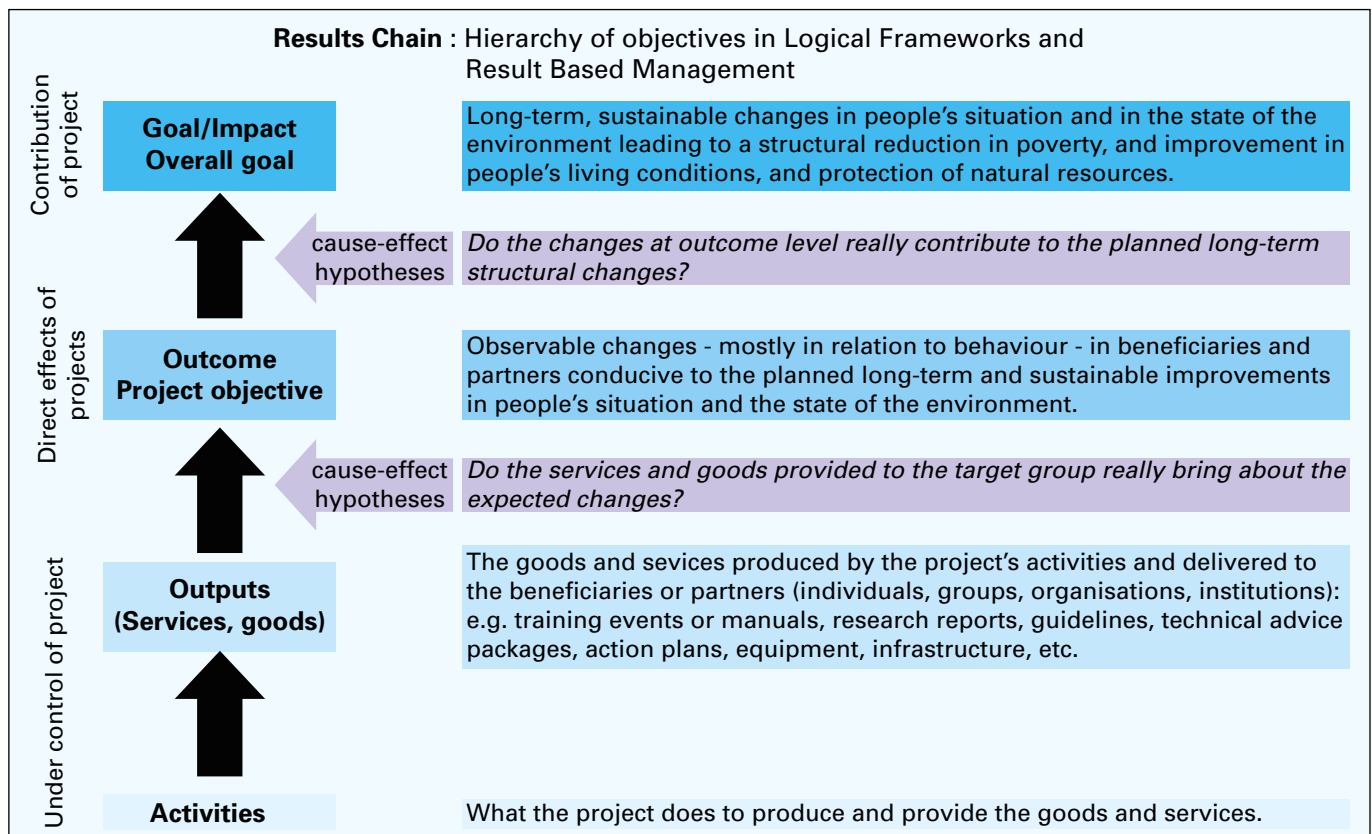 Results Chain : Hierarchy of objectives in Logical Frameworks and
Result Based Management
Contribution
of project
Goal/Impact
Overall goal
Long-term, sustainable changes in people’s situation and in the state of the
environment leading to a structural reduction in poverty, and improvement in
people’s living conditions, and protection of natural resources.
cause-effect
hypotheses
Do the changes at outcome level really contribute to the planned long-term
structural changes?
Direct effects of
projects
Outcome
Project objective
Observable changes - mostly in relation to behaviour - in beneficiaries and
partners conducive to the planned long-term and sustainable improvements
in people’s situation and the state of the environment.
cause-effect
hypotheses
Do the services and goods provided to the target group really bring about the
expected changes?
Under control of project
Outputs
(Services, goods)
The goods and sevices produced by the project’s activities and delivered to
the beneficiaries or partners (individuals, groups, organisations, institutions):
e.g. training events or manuals, research reports, guidelines, technical advice
packages, action plans, equipment, infrastructure, etc.
Activities
What the project does to produce and provide the goods and services.